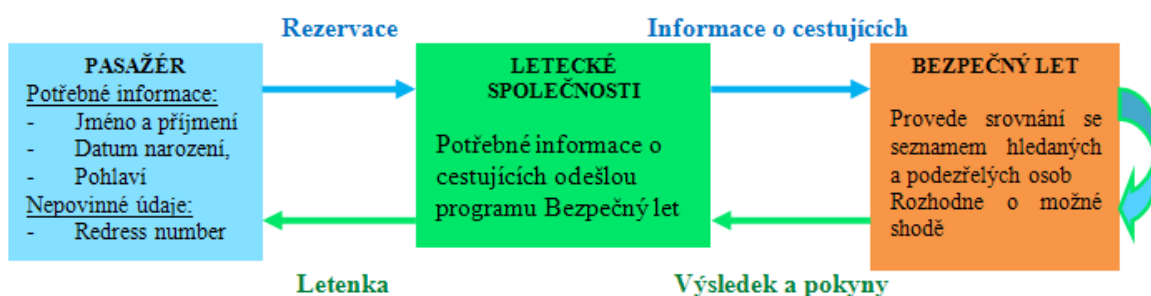 Rezervace
Informace o cestujících
PASAŽÉR
Potřebné informace:
- Jméno a příjmení
- Datum narození,
- Pohlaví
Nepovinné údaje:
- Redress number
LETECKÉ
SPOLEČNOSTI
Potřebné informace o
cestujících odešlou
programu Bezpečný let
BEZPEČNÝ LET
Provede srovnání se
seznamem hledaných
a podezřelých osob
Rozhodne o možné
shodě
Letenka
Výsledek a pokyny